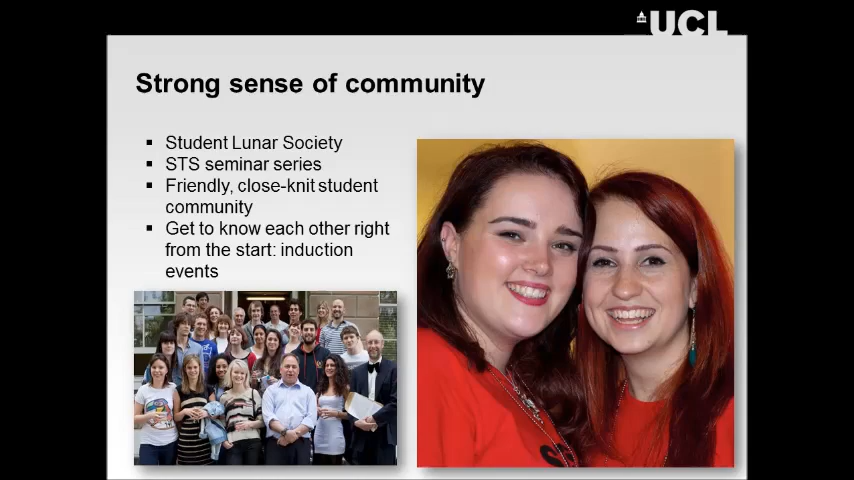 UCL
Strong sense of community
Student Lunar Society
STS seminar series
Friendly, close-knit student
community
Get to know each other right
from the start: induction
events